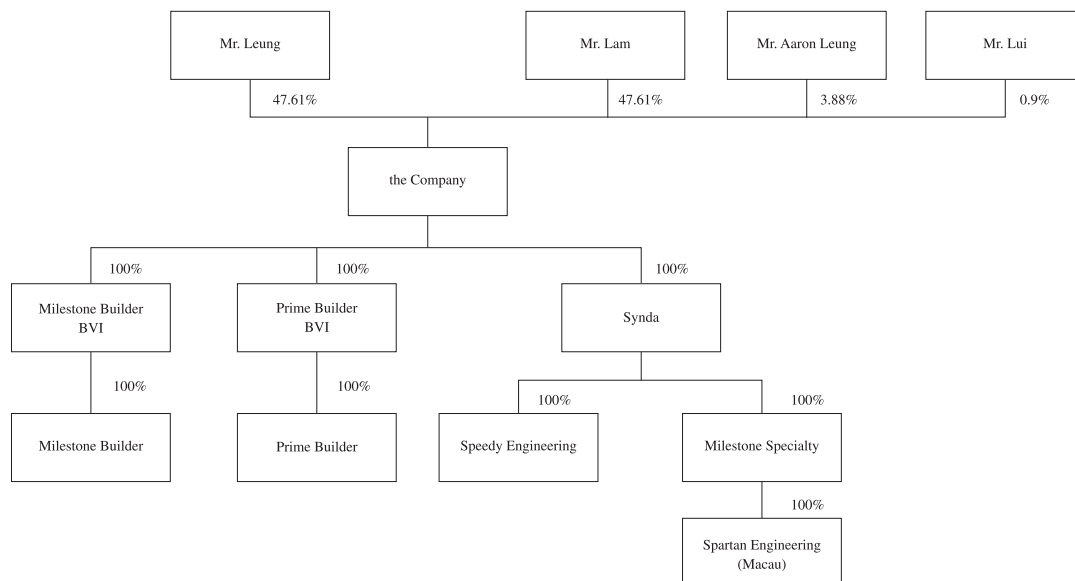 Mr. Leung
Mr. Lam
Mr. Aaron Leung
Mr. Lui
47.61%
47.61%
3.88%
0.9%
the Company
100%
100%
100%
Milestone Builder
BVI
Prime Builder
BVI
Synda
100%
100%
100%
100%
Milestone Builder
Prime Builder
Speedy Engineering
Milestone Specialty
100%
Spartan Engineering
(Macau)